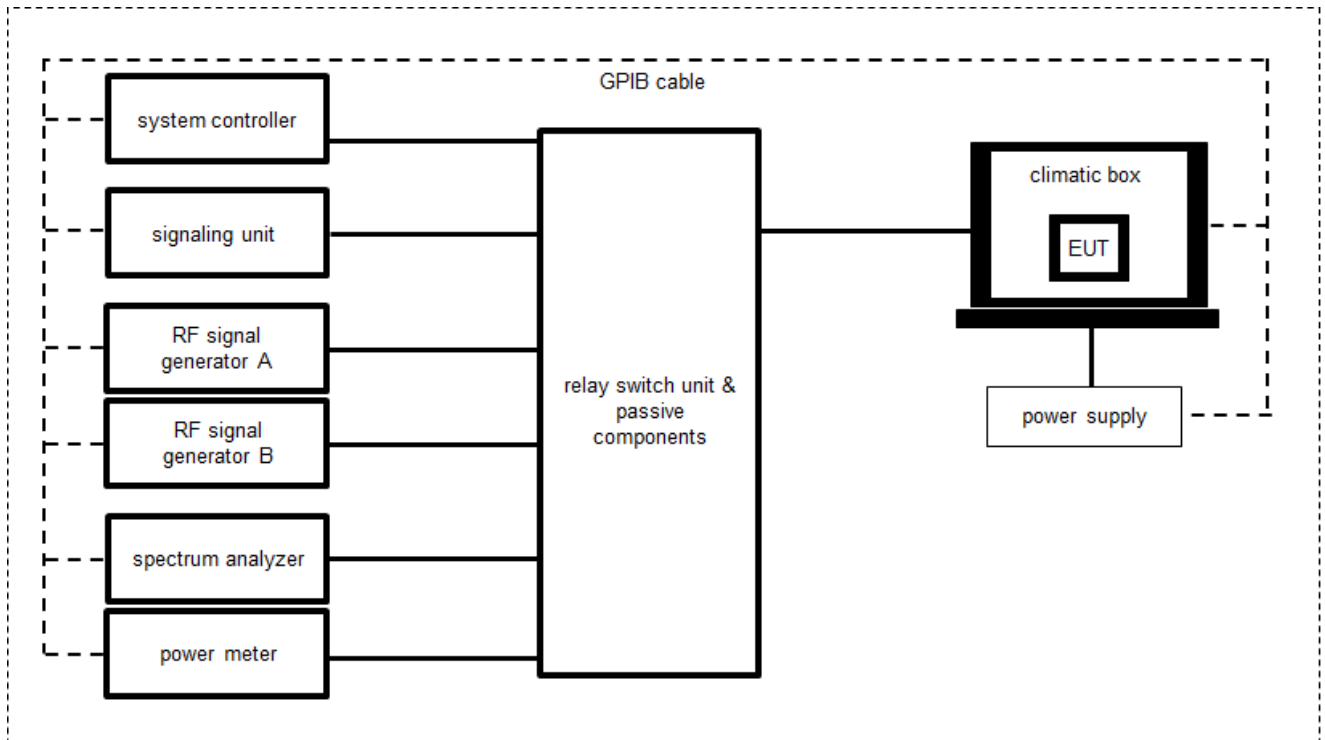 GPIB cable
system controller
signaling unit
RF signal
generator A
RF signal
generator B
spectrum analyzer
power meter
relay switch unit &
passive
components
climatic box
EUT
power supply